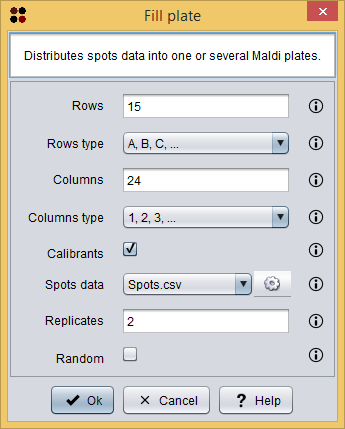 Fill plate
Distributes spots data into one or several Maldi plates.
Rows 15
Rows type A, B, C, ...
Columns 24
Columns type 1, 2, 3, ...
Calibrants
Spots data Spots.csv
Replicates 2
Random
Ok Cancel ? Help